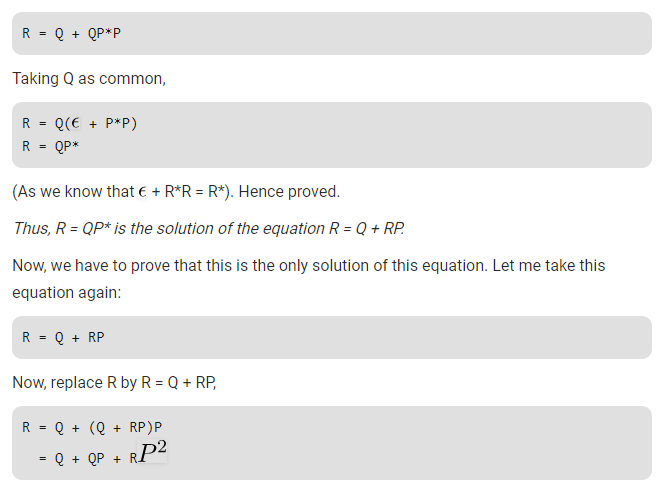 R = Q + QP*P
Taking Q as common,
R = Q(ϵ + P*P)
R = QP*
(As we know that ϵ + R*R = R*). Hence proved.
Thus, R = QP* is the solution of the equation R = Q + RP.
Now, we have to prove that this is the only solution of this equation. Let me take this
equation again:
R = Q + RP
Now, replace R by R = Q + RP,
R = Q + (Q + RP)P
= Q + QP + RP²